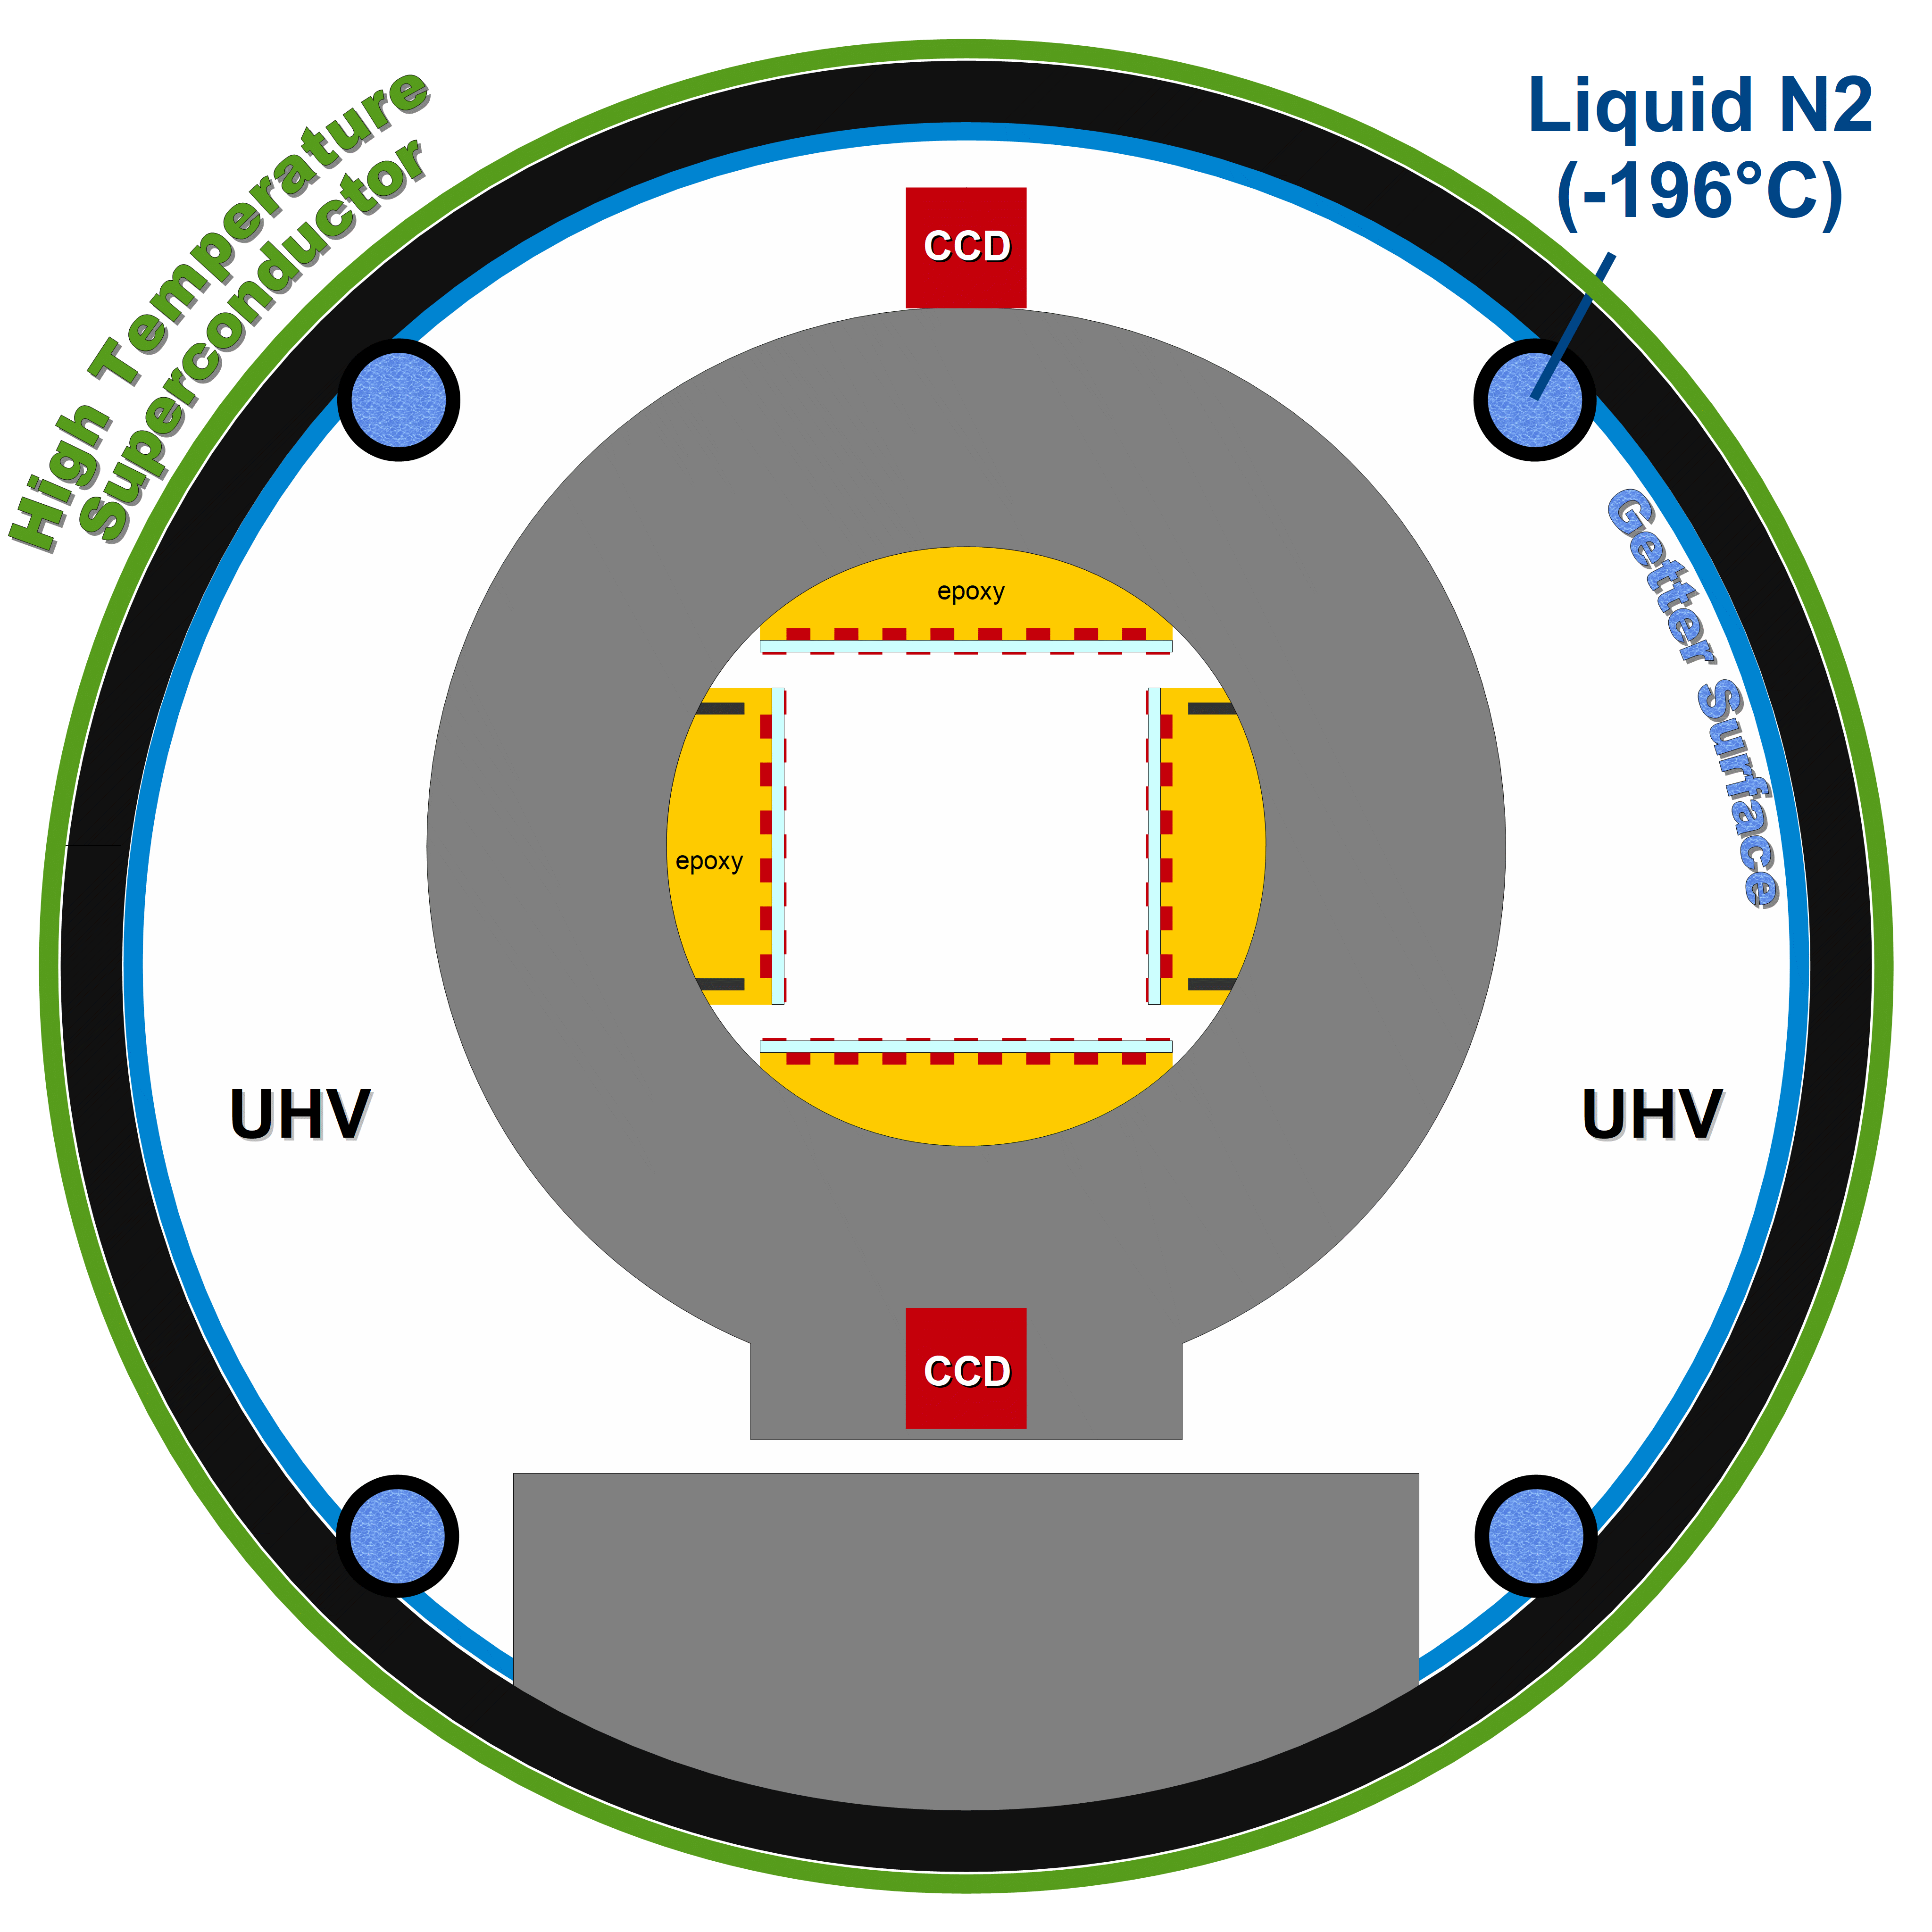 High Temperature
Superconductor
Liquid N2
(-196°C)
CCD
Getter Surface
epoxy
epoxy
UHV
UHV
CCD